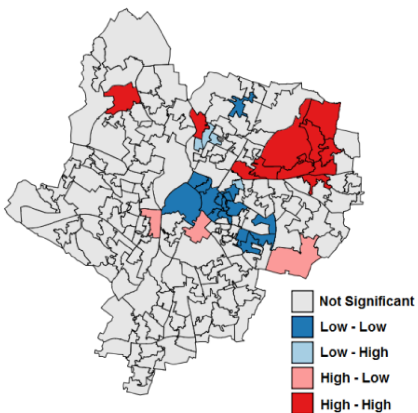 Not Significant
Low - Low
Low - High
High - Low
High - High